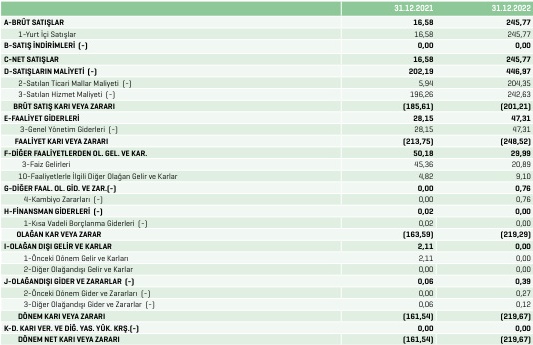 31.12.2021 31.12.2022
A-BRÜT SATIŞLAR 16,58 245,77
1-Yurt İçi Satışlar 16,58 245,77
B-SATIŞ İNDİRİMLERİ (-) 0,00 0,00
C-NET SATIŞLAR 16,58 245,77
D-SATIŞLARIN MALİYETİ (-) 202,19 446,97
2-Satılan Ticari Mallar Maliyeti (-) 5,94 204,35
3-Satılan Hizmet Maliyeti (-) 196,26 242,63
BRÜT SATIŞ KARI VEYA ZARARI (185,61) (201,21)
E-FAALİYET GİDERLERİ 28,15 47,31
3-Genel Yönetim Giderleri (-) 28,15 47,31
FAALİYET KARI VEYA ZARARI (213,75) (248,52)
F-DİĞER FAALİYETLERDEN OL. GEL. VE KAR. 50,18 29,99
3-Faiz Gelirleri 45,36 20,89
10-Faaliyetlerle İlgili Diğer Olağan Gelir ve Karlar 4,82 9,10
G-DİĞER FAAL. OL. GİD. VE ZAR.(-) 0,00 0,76
4-Kambiyo Zararları (-) 0,00 0,76
H-FİNANSMAN GİDERLERİ (-) 0,02 0,00
1-Kısa Vadeli Borçlanma Giderleri (-) 0,02 0,00
OLAĞAN KAR VEYA ZARAR (163,59) (219,29)
I-OLAĞAN DIŞI GELİR VE KARLAR 2,11 0,00
1-Önceki Dönem Gelir ve Karları 2,11 0,00
2-Diğer Olağandışı Gelir ve Karlar 0,00 0,00
J-OLAĞANDIŞI GİDER VE ZARARLAR (-) 0,06 0,39
2-Önceki Dönem Gider ve Zararları (-) 0,00 0,27
3-Diğer Olağandışı Gider ve Zararlar (-) 0,06 0,12
DÖNEM KARI VEYA ZARARI (161,54) (219,67)
K-D. KARI VER. VE DİĞ. YAS. YÜK. KRŞ.(-) 0,00 0,00
DÖNEM NET KARI VEYA ZARARI (161,54) (219,67)